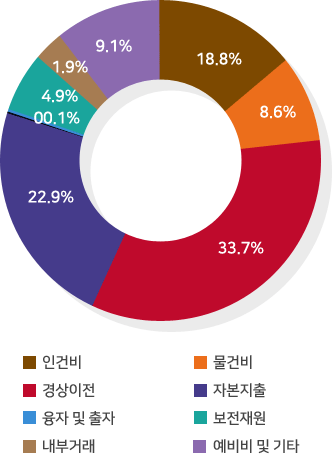 9.1%
18.8%
1.9%
4.9%
8.6%
00.1%
22.9%
33.7%
인건비 물건비
경상이전 자본지출
융자 및 출자 보전재원
내부거래 예비비 및 기타